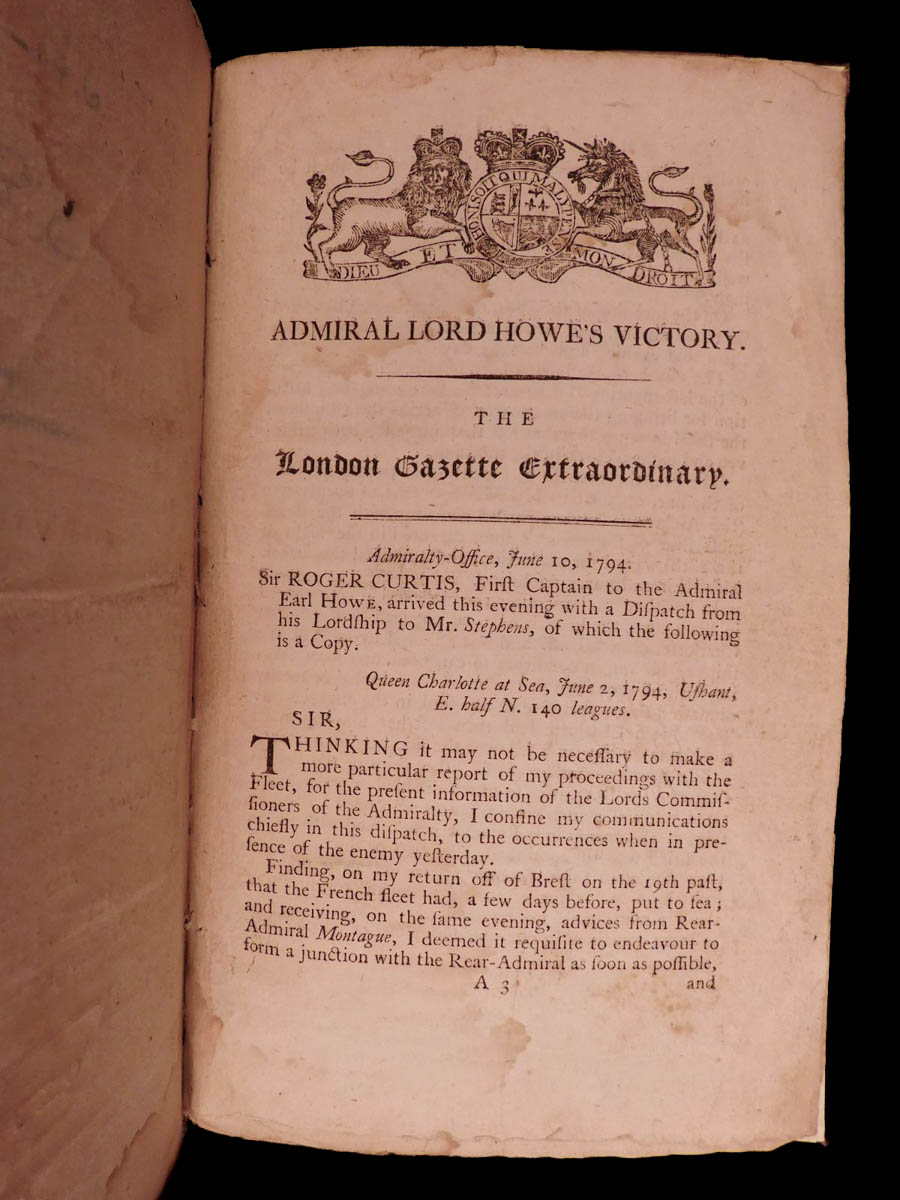 HONI SOIT QUI MAL Y PENSE
DIEU ET MON DROIT
ADMIRAL LORD HOWE'S VICTORY.
THE
London Gazette Extraordinary.
Admiralty-Office, June 10, 1794.
Sir ROGER CURTIS, Firſt Captain to the Admiral
Earl HOWE, arrived this evening with a Diſpatch from
his Lordſhip to Mr. Stephens, of which the following
is a Copy.
Queen Charlotte at Sea, June 2, 1794, Uſhant,
E. half N. 140 leagues.
SIR,
THINKING it may not be neceſſary to make a
more particular report of my proceedings with the
Fleet, for the preſent information of the Lords Commiſ-
ſioners of the Admiralty, I confine my communications
chiefly in this diſpatch, to the occurrences when in pre-
ſence of the enemy yeſterday.
Finding, on my return off of Breſt on the 19th paſt,
that the French fleet had, a few days before, put to ſea;
and receiving, on the ſame evening, advices from Rear-
Admiral Montague, I deemed it requiſite to endeavour to
form a junction with the Rear-Admiral as ſoon as poſſible,
A 3 and